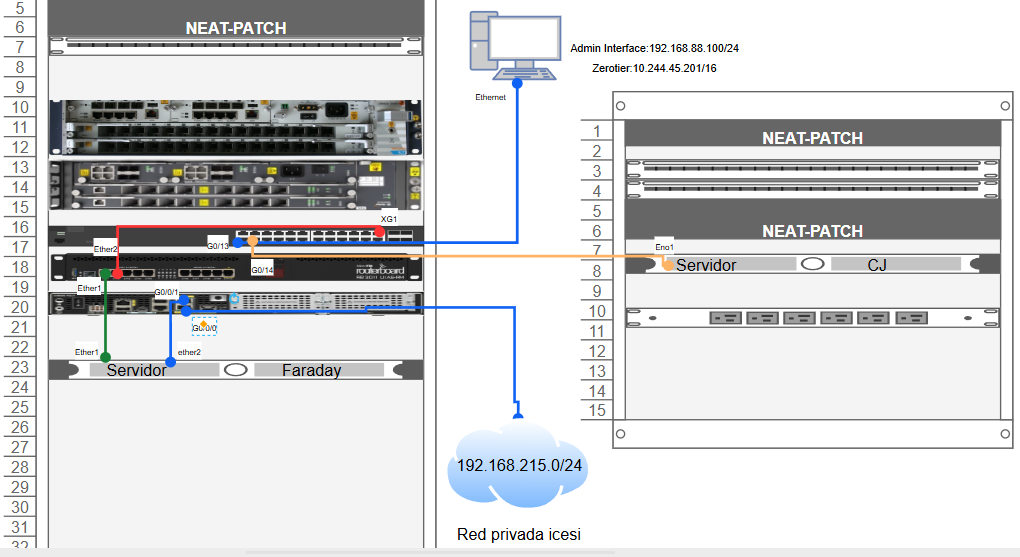 5
6
7
8
9
10
11
12
13
14
15
16
17
18
19
20
21
22
23
24
25
26
27
28
29
30
31
32
NEAT-PATCH
XG1
G0/13
G0/14
Ether2
routerboard
Ether1
G0/0/1
G0/0/0
Ether1
ether2
Servidor
Faraday
Admin Interface:192.168.88.100/24
Zerotier:10.244.45.201/16
Ethernet
192.168.215.0/24
Red privada icesi
1
2
3
4
5
6
7
8
9
10
11
12
13
14
15
NEAT-PATCH
NEAT-PATCH
Eno1
Servidor
CJ